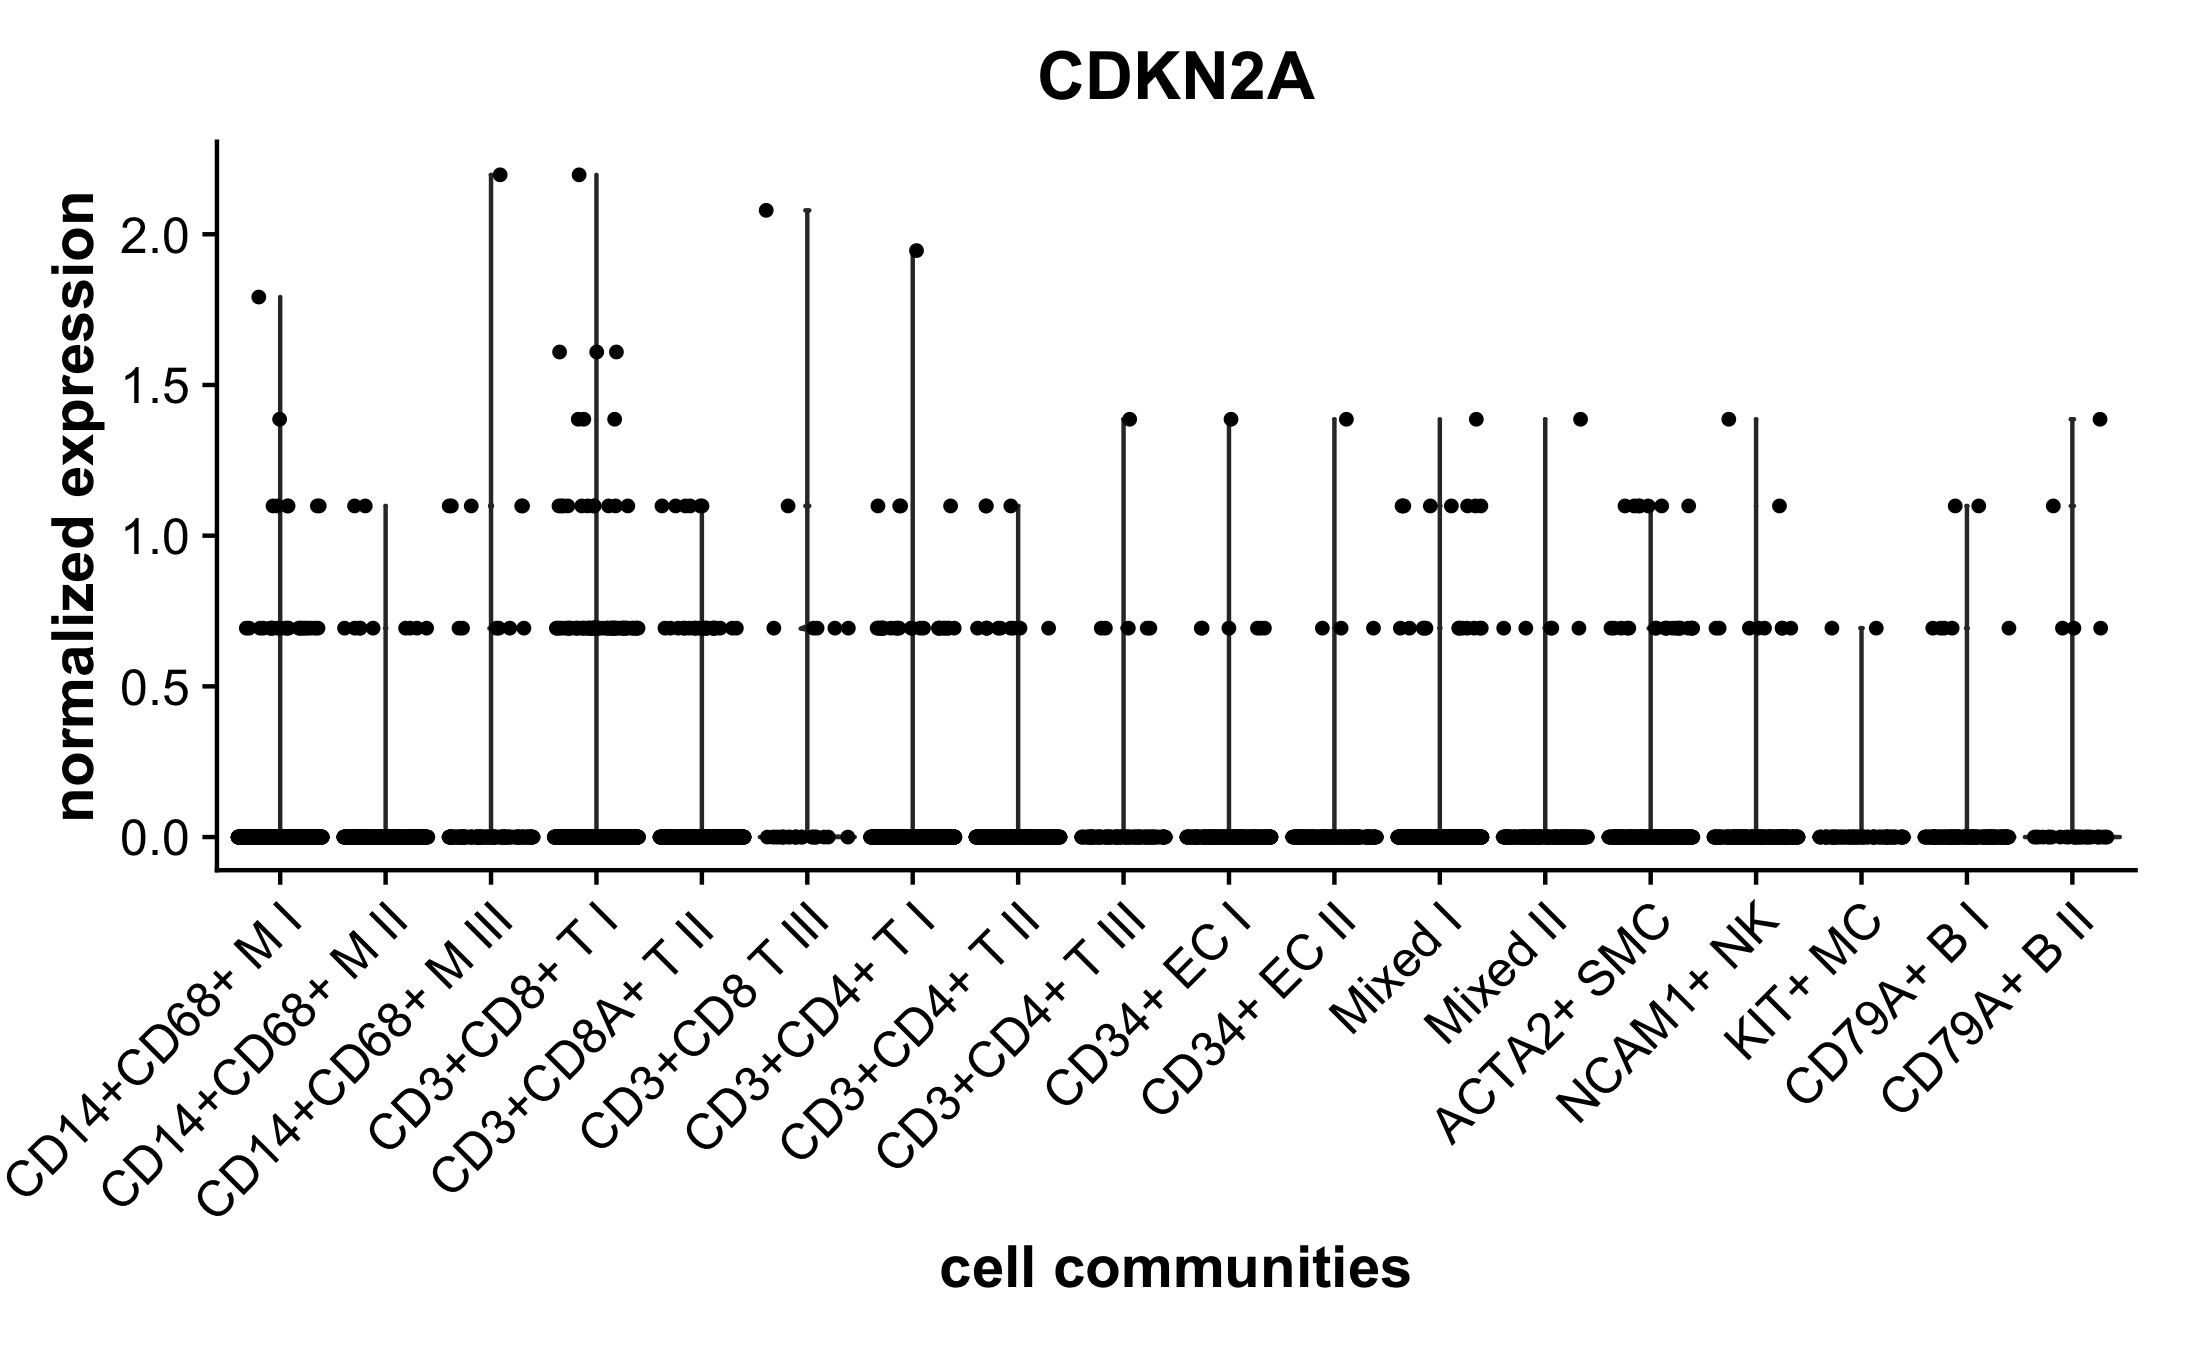 CDKN2A
normalized expression
2.0
1.5
1.0
0.5
0.0
CD14+CD68+ M I
CD14+CD68+ M II
CD14+CD68+ M III
CD3+CD8+ T I
CD3+CD8A+ T II
CD3+CD8 T III
CD3+CD4+ T I
CD3+CD4+ T II
CD3+CD4+ T III
CD34+ EC I
CD34+ EC II
Mixed I
Mixed II
ACTA2+ SMC
NCAM1+ NK
KIT+ MC
CD79A+ B I
CD79A+ B II
cell communities